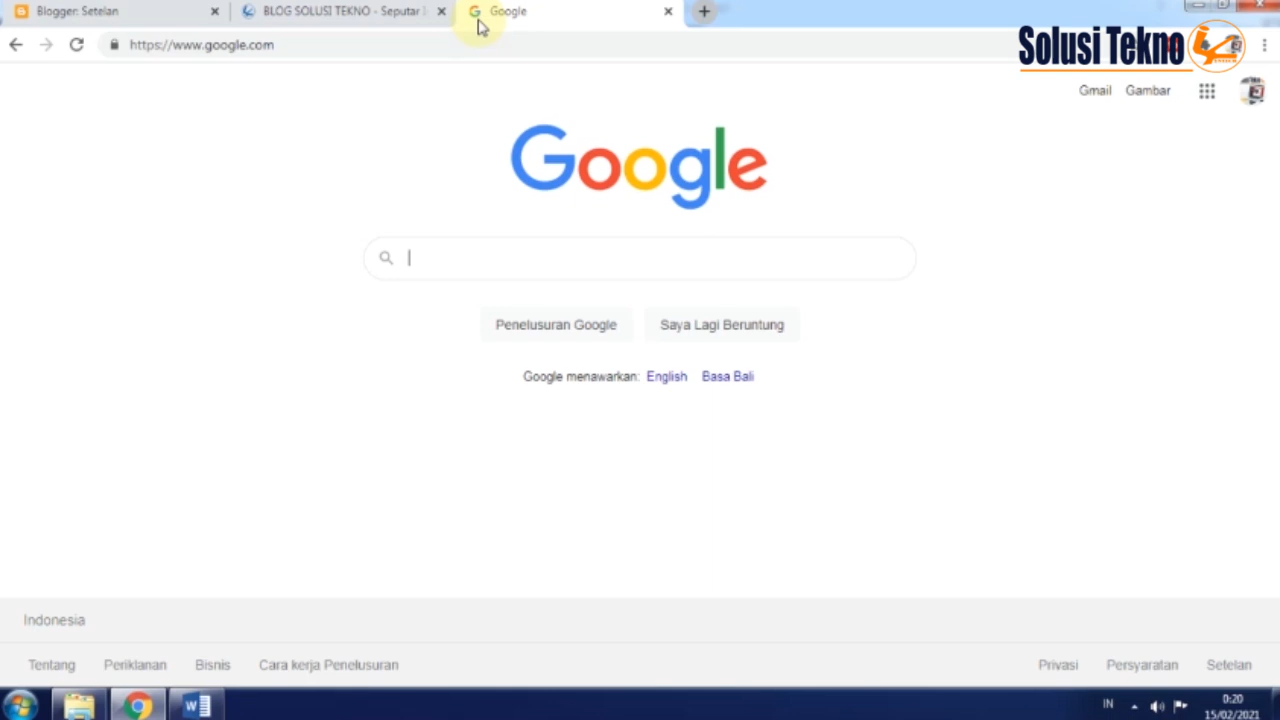 Blogger: Setelan
BLOG SOLUSI TEKNO - Seputar
Google
https://www.google.com
Solusi Tekno
Gmail
Gambar
Google
Penelusuran Google
Saya Lagi Beruntung
Google menawarkan: English Basa Bali
Indonesia
Tentang
Periklanan
Bisnis
Cara kerja Penelusuran
Privasi
Persyaratan
Setelan
IN
0:20
15/02/2021